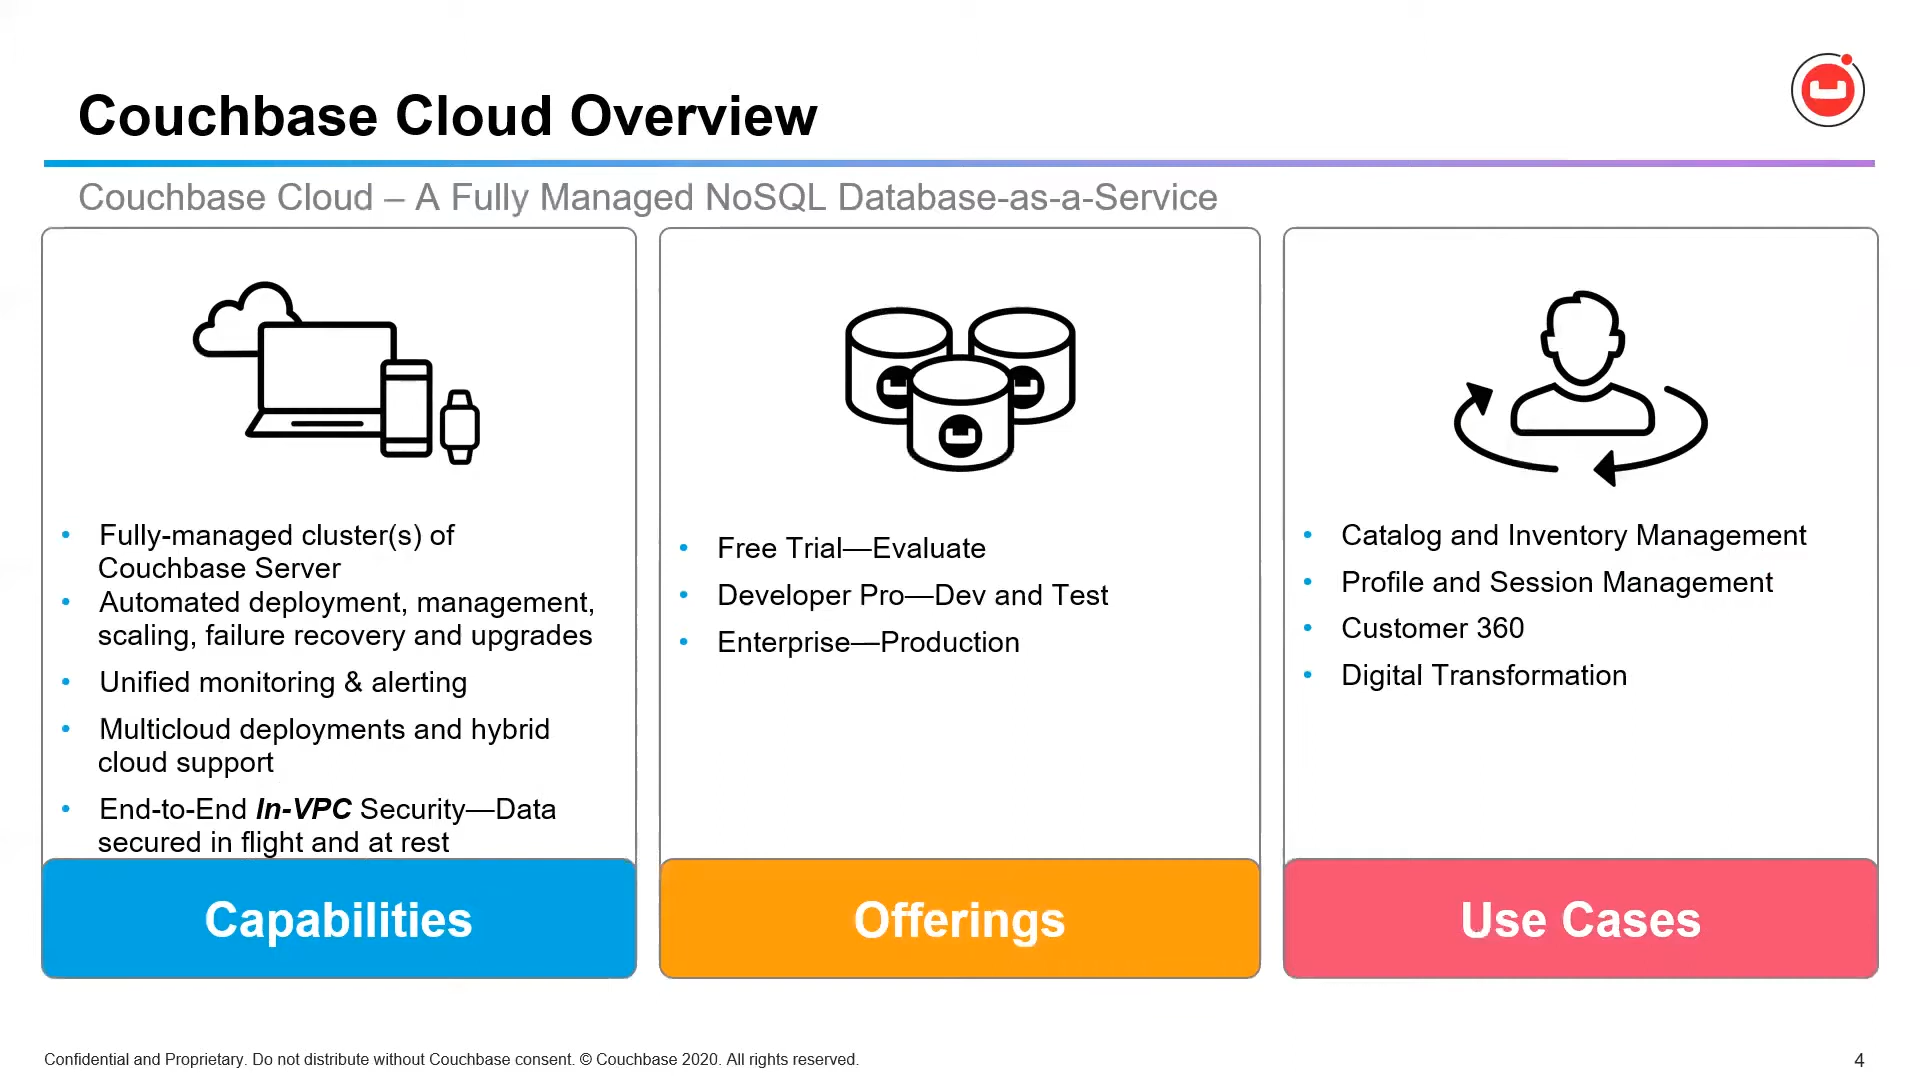 Couchbase Cloud Overview
Couchbase Cloud – A Fully Managed NoSQL Database-as-a-Service
• Fully-managed cluster(s) of
Couchbase Server
• Automated deployment, management,
scaling, failure recovery and upgrades
• Unified monitoring & alerting
• Multicloud deployments and hybrid
cloud support
• End-to-End In-VPC Security—Data
secured in flight and at rest
Capabilities
• Free Trial—Evaluate
• Developer Pro—Dev and Test
• Enterprise—Production
Offerings
• Catalog and Inventory Management
• Profile and Session Management
• Customer 360
• Digital Transformation
Use Cases
Confidential and Proprietary. Do not distribute without Couchbase consent. © Couchbase 2020. All rights reserved.
4